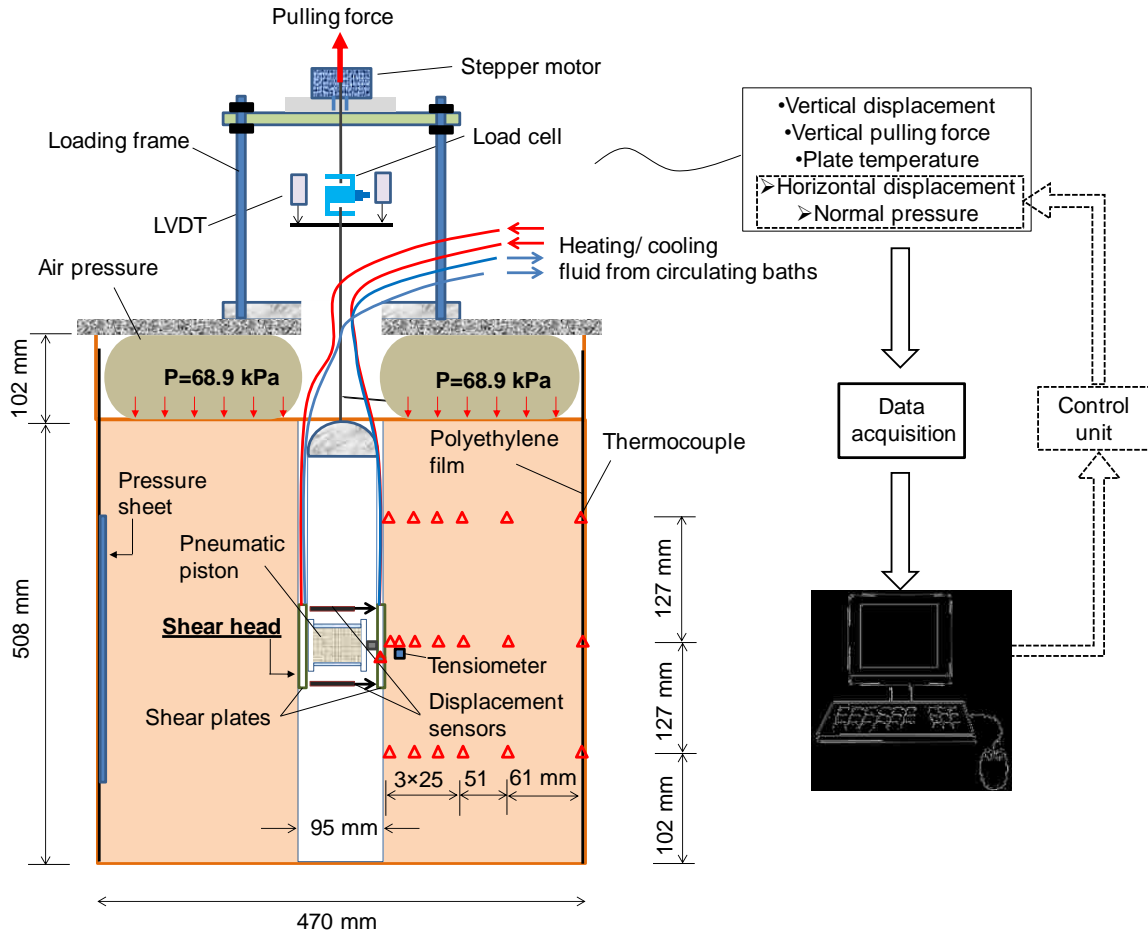 Pulling force
Stepper motor
Loading frame
Load cell
LVDT
Air pressure
Heating/ cooling
fluid from circulating baths
•Vertical displacement
•Vertical pulling force
•Plate temperature
➢Horizontal displacement
➢Normal pressure
102 mm
P=68.9 kPa
P=68.9 kPa
Data
acquisition
Control
unit
Polyethylene
film
Thermocouple
Pressure
sheet
Pneumatic
piston
508 mm
127 mm
Shear head
Tensiometer
Shear plates
Displacement
sensors
127 mm
3×25
51
61 mm
95 mm
102 mm
470 mm